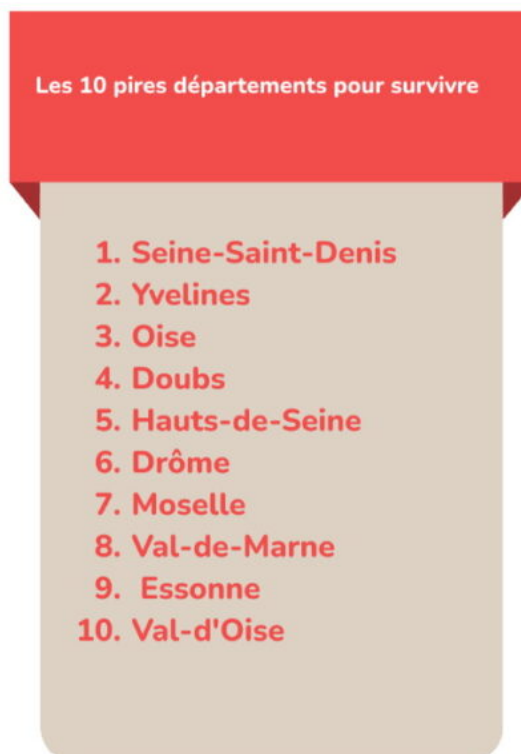 Les 10 pires départements pour survivre
1. Seine-Saint-Denis
2. Yvelines
3. Oise
4. Doubs
5. Hauts-de-Seine
6. Drôme
7. Moselle
8. Val-de-Marne
9. Essonne
10. Val-d'Oise